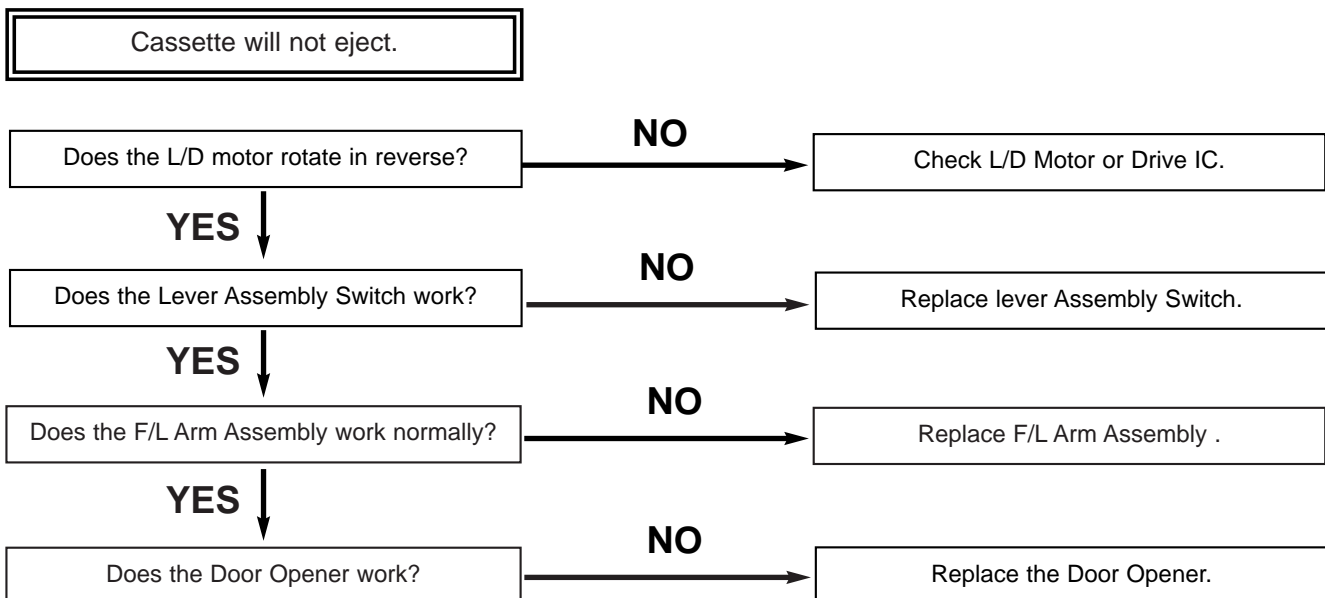 Cassette will not eject.
NO
Does the L/D motor rotate in reverse?
Check L/D Motor or Drive IC.
YES
NO
Does the Lever Assembly Switch work?
Replace lever Assembly Switch.
YES
NO
Does the F/L Arm Assembly work normally?
Replace F/L Arm Assembly .
YES
NO
Does the Door Opener work?
Replace the Door Opener.